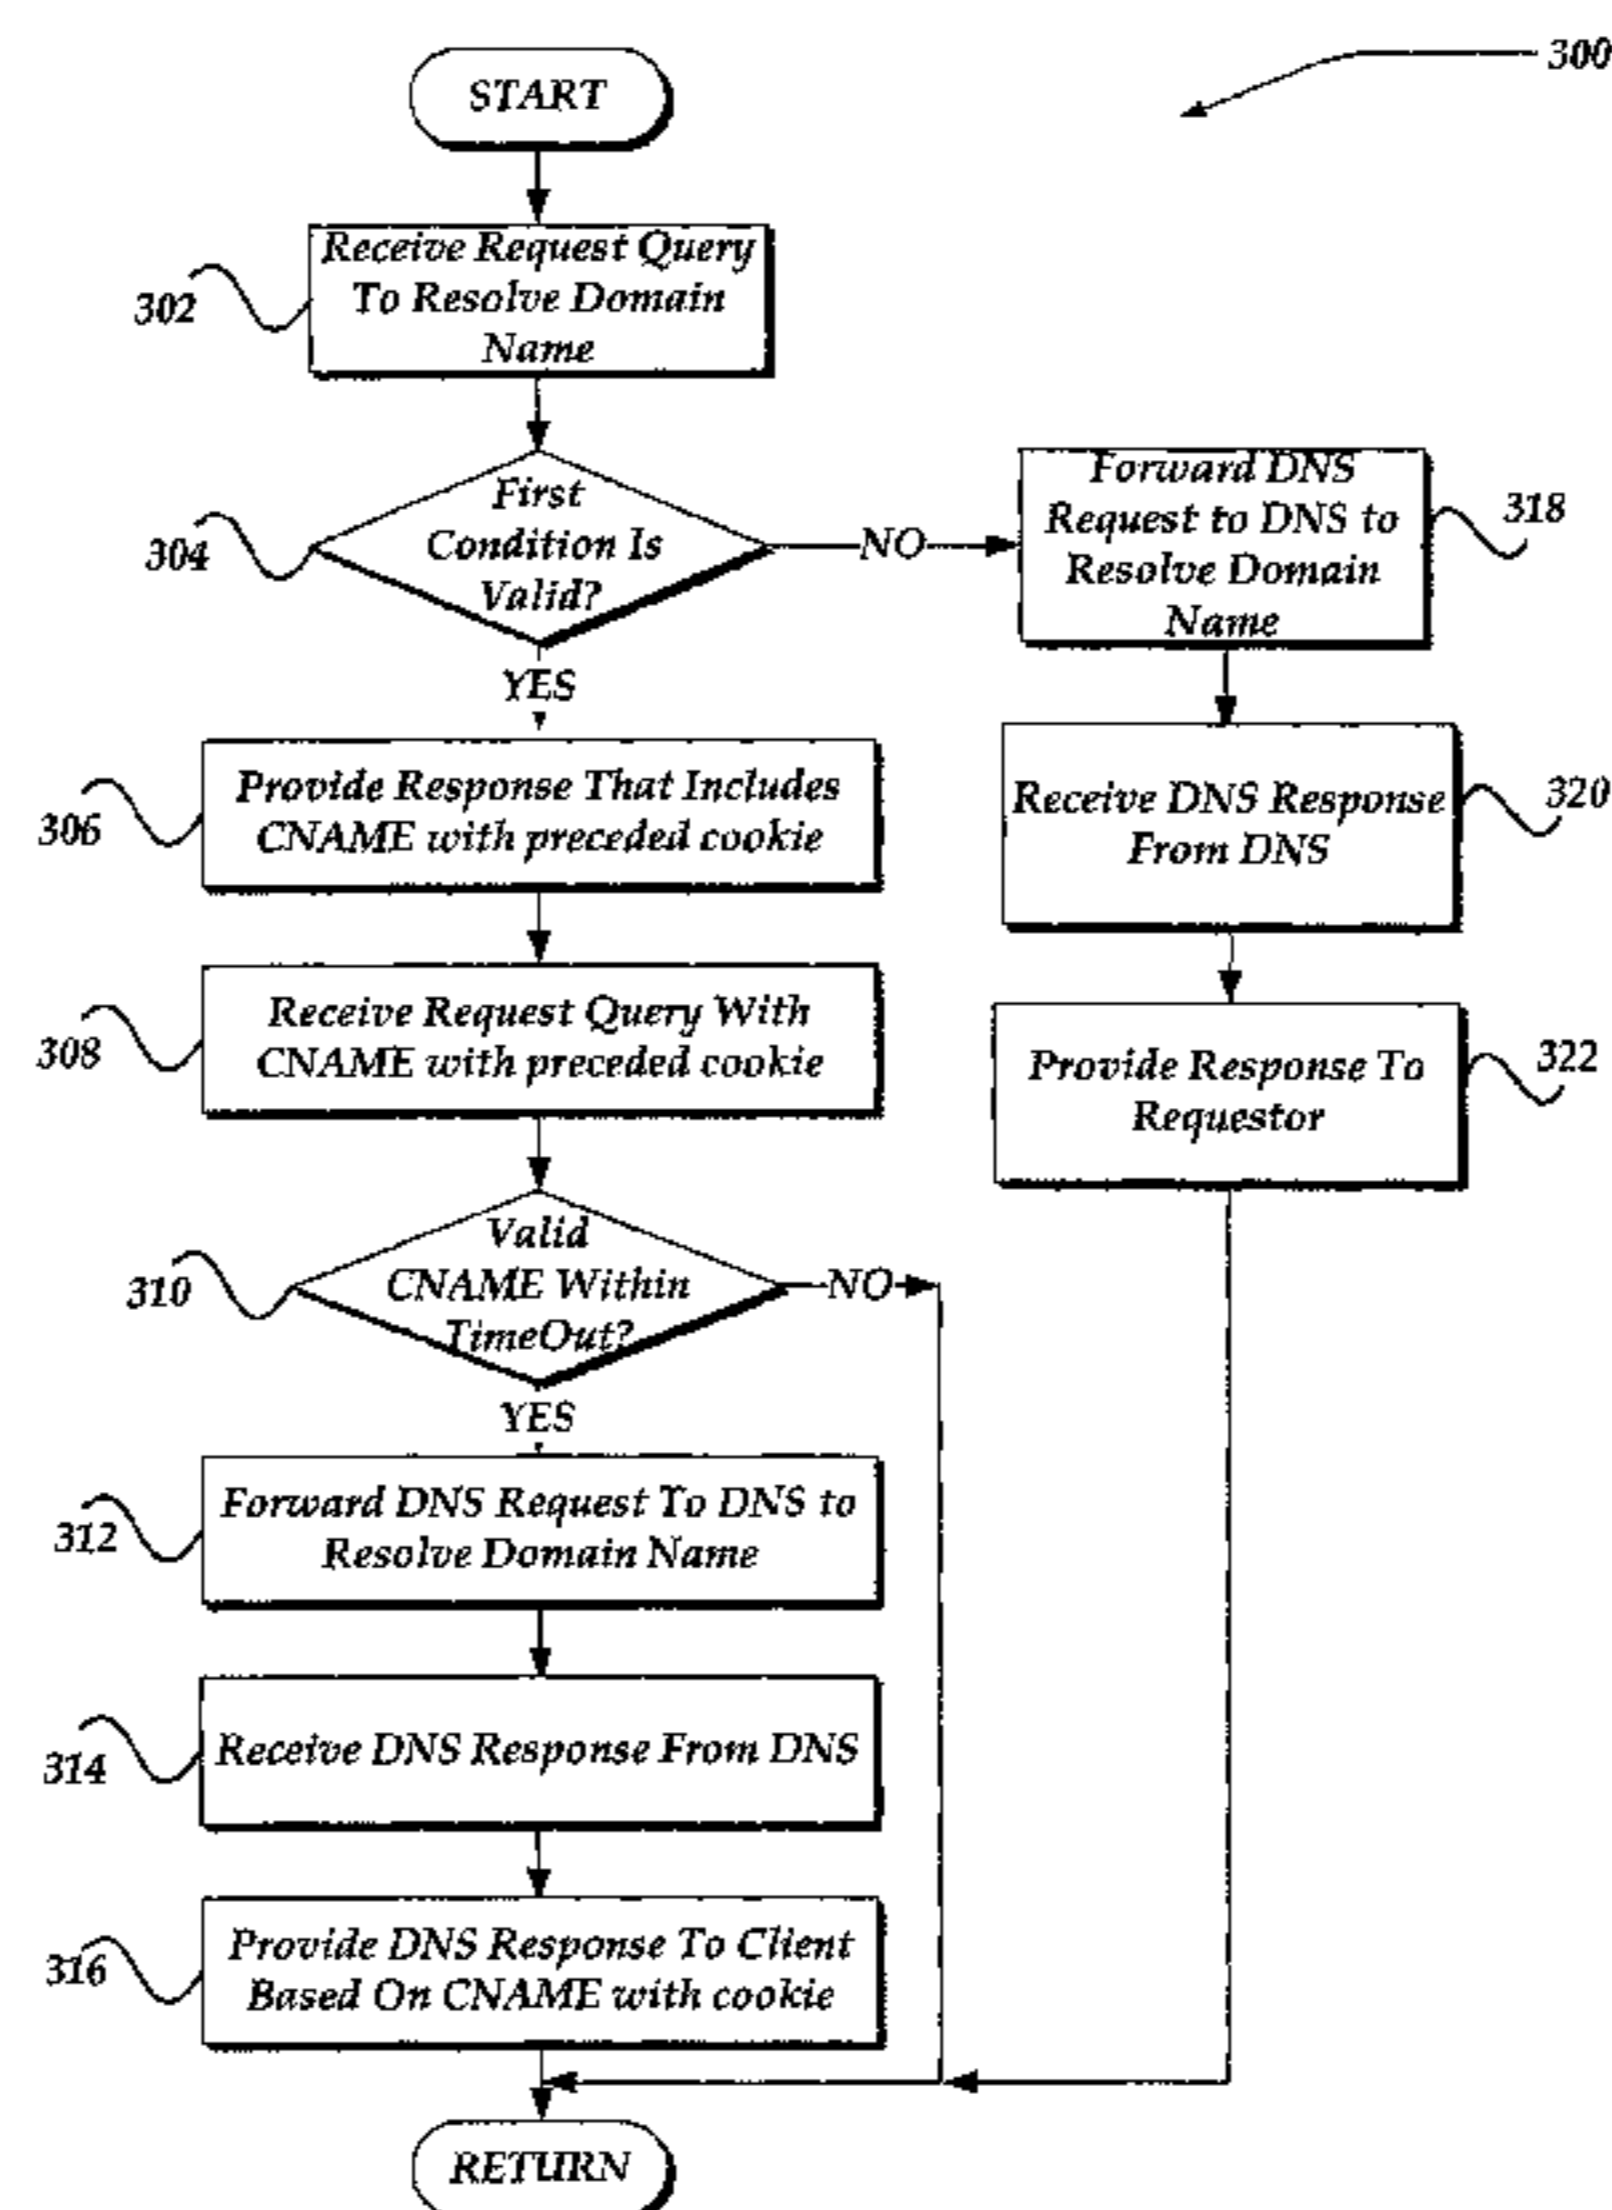 START
300
Receive Request Query
To Resolve Domain
Name
302
First
Condition Is
Valid?
304
NO
Forward DNS
Request to DNS to
Resolve Domain
Name
318
YES
Provide Response That Includes
CNAME with preceded cookie
306
Receive DNS Response
From DNS
320
Receive Request Query With
CNAME with preceded cookie
308
Provide Response To
Requestor
322
Valid
CNAME Within
TimeOut?
310
NO
YES
Forward DNS Request To DNS to
Resolve Domain Name
312
Receive DNS Response From DNS
314
Provide DNS Response To Client
Based On CNAME with cookie
316
RETURN